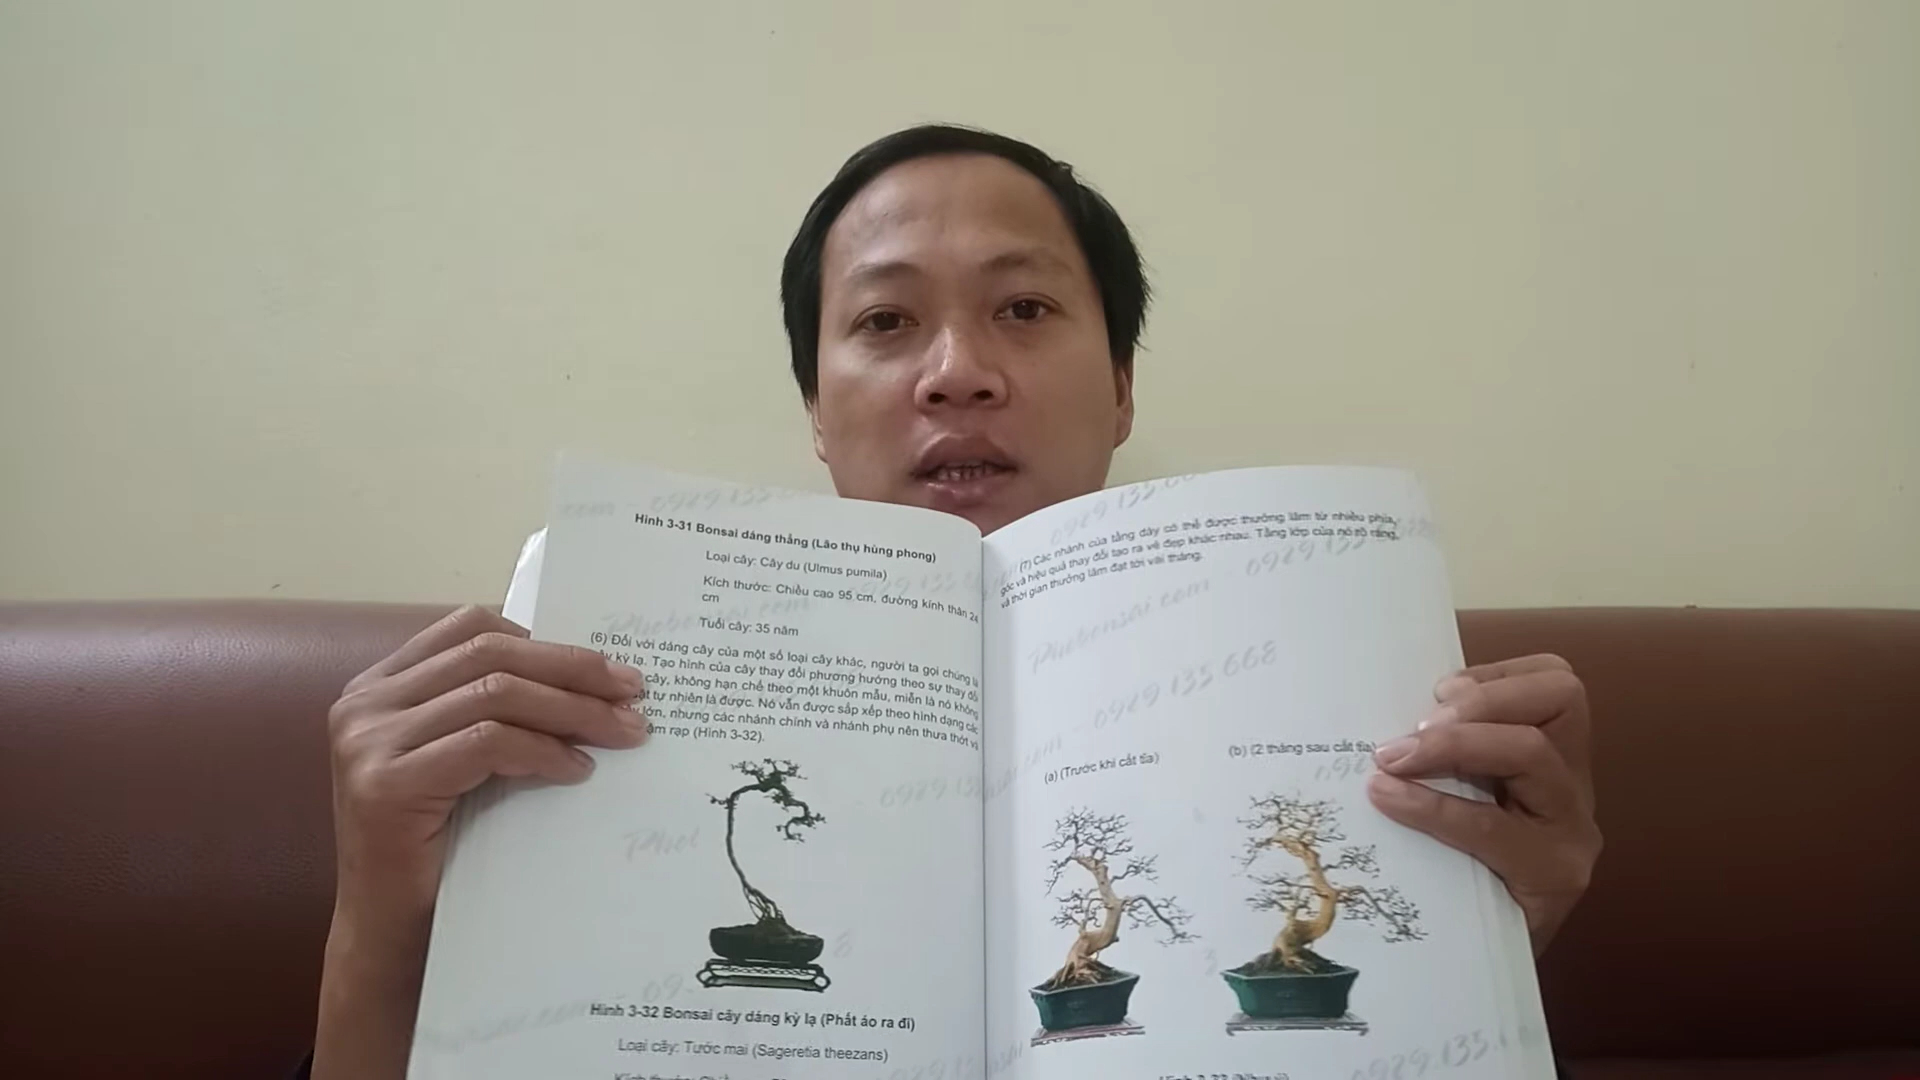 Hình 3-31 Bonsai dáng thẳng (Lão thụ hùng phong)
Loại cây: Cây du (Ulmus pumila)
Kích thước: Chiều cao 95 cm, đường kính thân 24
cm
Tuổi cây: 35 năm
(6) Đối với dáng cây của một số loại cây khác, người ta gọi chúng là
kỳ lạ. Tạo hình của cây thay đổi phương hướng theo sự thay đổi
cây, không hạn chế theo một khuôn mẫu, miễn là nó không
tự nhiên là được. Nó vẫn được sắp xếp theo hình dạng các
lớn, nhưng các nhánh chính và nhánh phụ nên thưa thớt và
rạp (Hình 3-32).
Hình 3-32 Bonsai cây dáng kỳ lạ (Phất áo ra đi)
Loại cây: Tước mai (Sageretia theezans)
(7) Các nhánh của tầng đáy có thể được thưởng lãm từ nhiều phía,
góc và hiệu quả thay đổi tạo ra vẻ đẹp khác nhau. Tầng lớp của nó rõ ràng,
và thời gian thưởng lãm đạt tới vài tháng.
Phobonsai.com - 0929 135 668
(a) (Trước khi cắt tỉa)
(b) (2 tháng sau cắt tỉa)